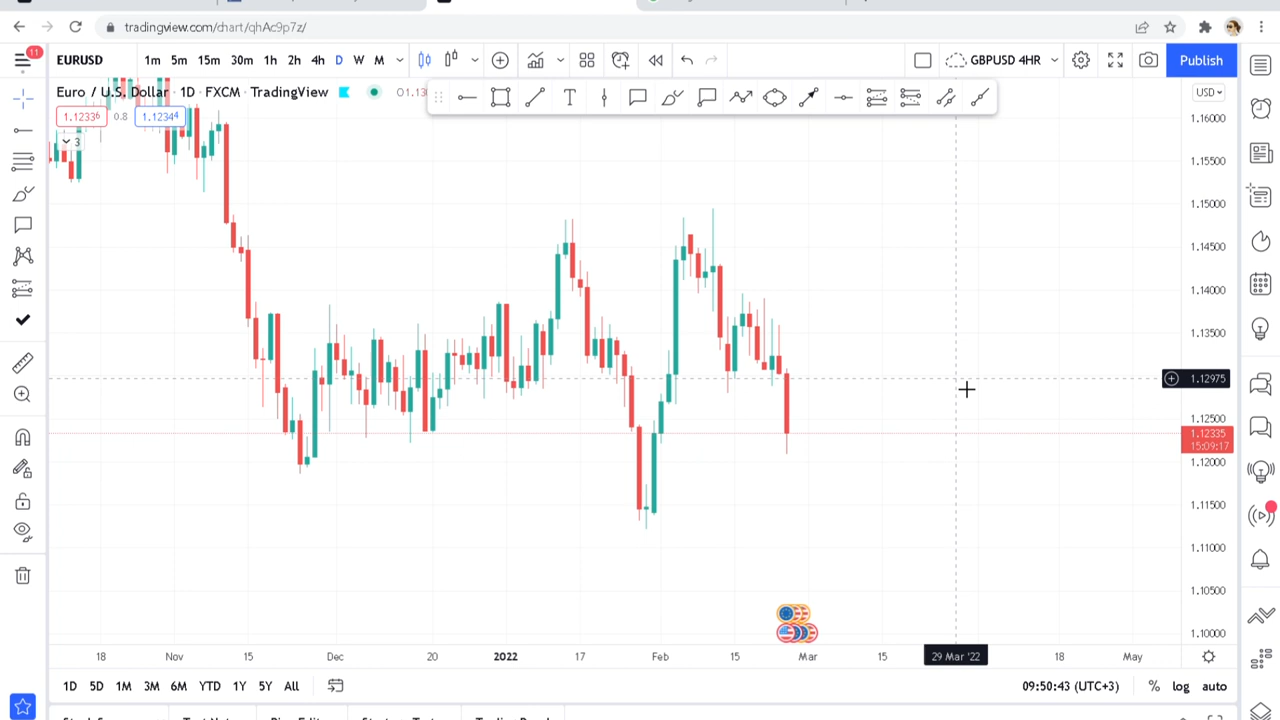 tradingview.com/chart/qhAc9p7z/
11
EURUSD 1m 5m 15m 30m 1h 2h 4h D W M GBPUSD 4HR Publish
Euro / U.S. Dollar · 1D · FXCM · TradingView O1.13 USD
1.12336 0.8 1.12344
3
1.16000
1.15500
1.15000
1.14500
1.14000
1.13500
1.12975
1.12500
1.12335
15:09:17
1.12000
1.11500
1.11000
1.10500
1.10000
18 Nov 15 Dec 20 2022 17 Feb 15 Mar 15 29 Mar '22 18 May
1D 5D 1M 3M 6M YTD 1Y 5Y All 09:50:43 (UTC+3) % log auto